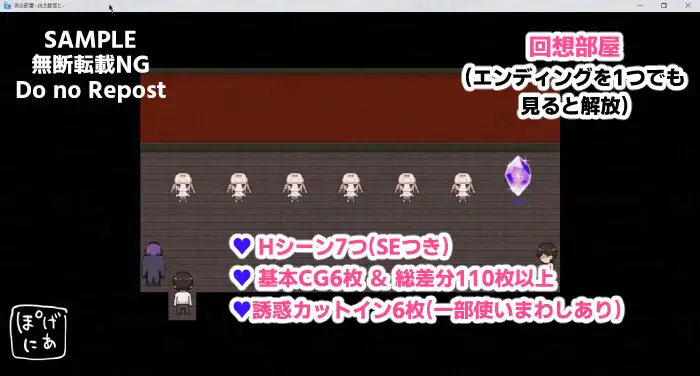 SAMPLE
無断転載NG
Do no Repost
回想部屋
(エンディングを1つでも
見ると解放)
♥ Hシーン7つ(SEつき)
♥ 基本CG6枚 & 総差分110枚以上
♥誘惑カットイン6枚(一部使いまわしあり)
ぽげ
にあ